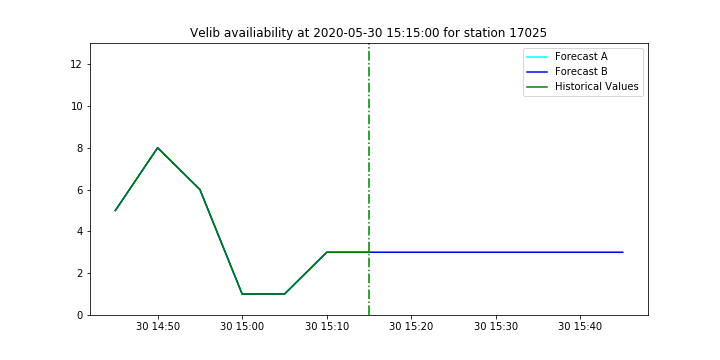 Velib availiability at 2020-05-30 15:15:00 for station 17025
Forecast A
Forecast B
Historical Values
12
10
8
6
4
2
0
30 14:50 30 15:00 30 15:10 30 15:20 30 15:30 30 15:40